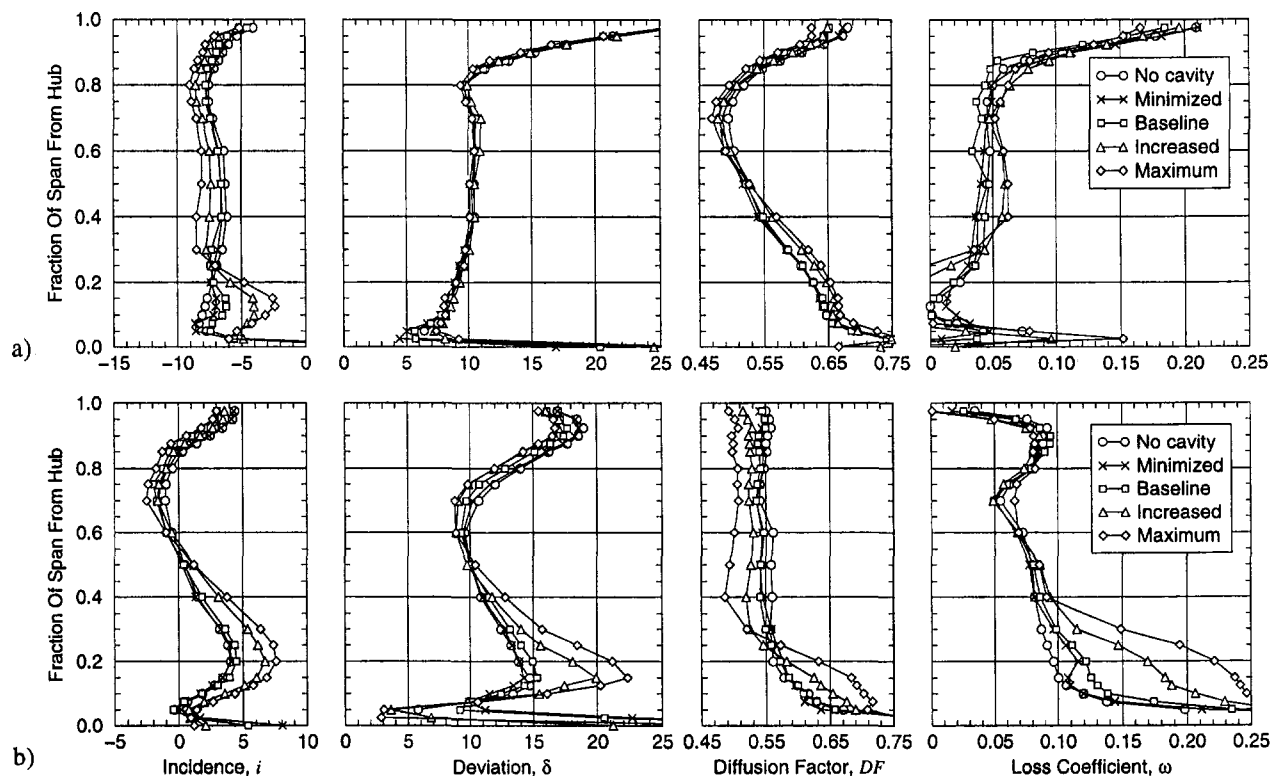 a)
Fraction Of Span From Hub
1.0
0.8
0.6
0.4
0.2
0.0
−15 −10 −5 0
0 5 10 15 20 25
0.45 0.55 0.65 0.75
0.00 0.05 0.10 0.15 0.20 0.25
No cavity
Minimized
Baseline
Increased
Maximum
b)
Fraction Of Span From Hub
1.0
0.8
0.6
0.4
0.2
0.0
−5 0 5 10
0 5 10 15 20 25
0.45 0.55 0.65 0.75
0.00 0.05 0.10 0.15 0.20 0.25
No cavity
Minimized
Baseline
Increased
Maximum
Incidence, i
Deviation, δ
Diffusion Factor, DF
Loss Coefficient, ω